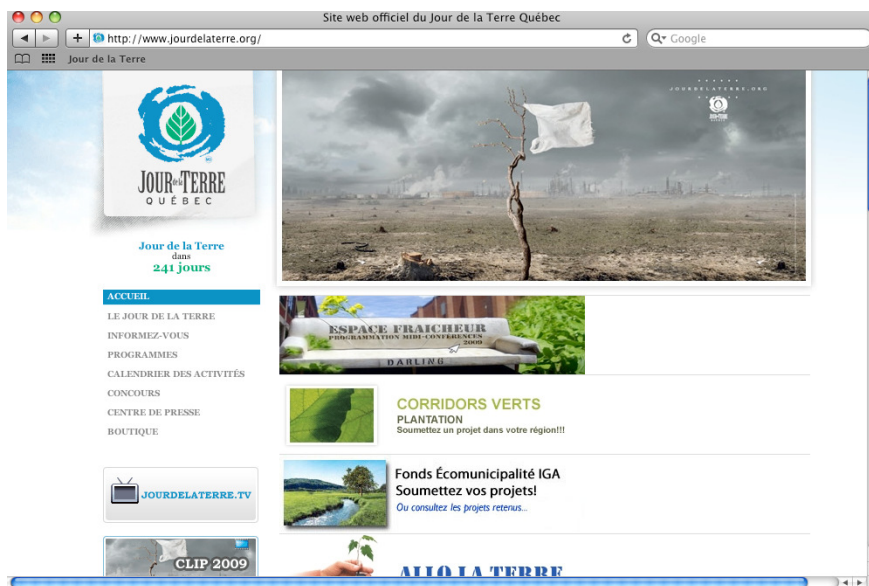 Site web officiel du Jour de la Terre Québec
http://www.jourdelaterre.org/
Google
Jour de la Terre
JOUR de la TERRE
QUÉBEC
JOURDELATERRE.ORG
Jour de la Terre
dans
241 jours
ACCUEIL
LE JOUR DE LA TERRE
INFORMEZ-VOUS
PROGRAMMES
CALENDRIER DES ACTIVITÉS
CONCOURS
CENTRE DE PRESSE
BOUTIQUE
JOURDELATERRE.TV
CLIP 2009
ESPACE FRAICHEUR
PROGRAMMATION MIDI-CONFÉRENCES
2009
DARLING
CORRIDORS VERTS
PLANTATION
Soumettez un projet dans votre région!!!
Fonds Écomunicipalité IGA
Soumettez vos projets!
Ou consultez les projets retenus...
ALLO LA TERRE